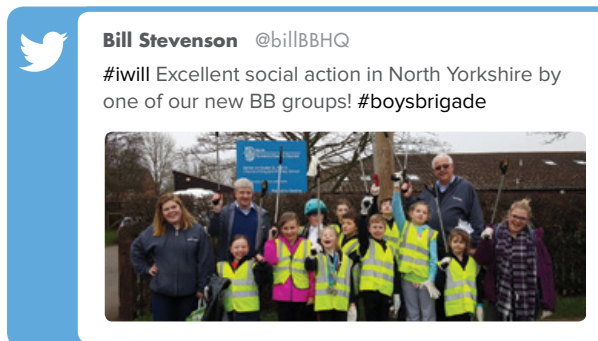 Bill Stevenson @billBBHQ
#iwill Excellent social action in North Yorkshire by
one of our new BB groups! #boysbrigade